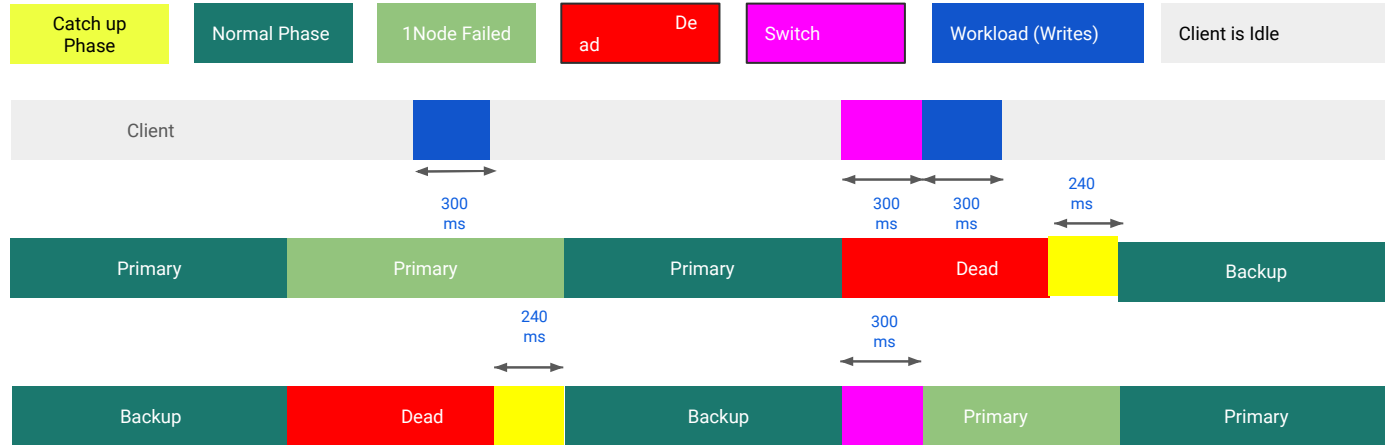 Catch up
Phase
Normal Phase
1Node Failed
De
ad
Switch
Workload (Writes)
Client is Idle
Client
300
ms
300
ms
300
ms
240
ms
Primary
Primary
Primary
Dead
Backup
240
ms
300
ms
Backup
Dead
Backup
Primary
Primary